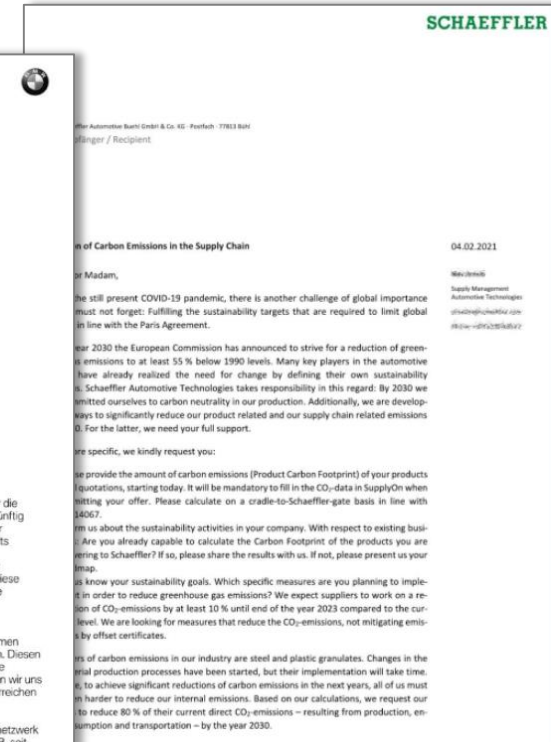 SCHAEFFLER
ffler Automotive Buehl GmbH & Co. KG · Postfach · 77813 Bühl
pfänger / Recipient
n of Carbon Emissions in the Supply Chain
04.02.2021
or Madam,
Supply Management
Automotive Technologies
he still present COVID-19 pandemic, there is another challenge of global importance
must not forget: Fulfilling the sustainability targets that are required to limit global
in line with the Paris Agreement.
ear 2030 the European Commission has announced to strive for a reduction of green-
s emissions to at least 55 % below 1990 levels. Many key players in the automotive
have already realized the need for change by defining their own sustainability
s. Schaeffler Automotive Technologies takes responsibility in this regard: By 2030 we
mitted ourselves to carbon neutrality in our production. Additionally, we are develop-
ways to significantly reduce our product related and our supply chain related emissions
0. For the latter, we need your full support.
re specific, we kindly request you:
se provide the amount of carbon emissions (Product Carbon Footprint) of your products
l quotations, starting today. It will be mandatory to fill in the CO₂-data in SupplyOn when
mitting your offer. Please calculate on a cradle-to-Schaeffler-gate basis in line with
14067.
rm us about the sustainability activities in your company. With respect to existing busi-
: Are you already capable to calculate the Carbon Footprint of the products you are
vering to Schaeffler? If so, please share the results with us. If not, please present us your
dmap.
us know your sustainability goals. Which specific measures are you planning to imple-
t in order to reduce greenhouse gas emissions? We expect suppliers to work on a re-
ion of CO₂-emissions by at least 10 % until end of the year 2023 compared to the cur-
level. We are looking for measures that reduce the CO₂-emissions, not mitigating emis-
s by offset certificates.
rs of carbon emissions in our industry are steel and plastic granulates. Changes in the
rial production processes have been started, but their implementation will take time.
e, to achieve significant reductions of carbon emissions in the next years, all of us must
n harder to reduce our internal emissions. Based on our calculations, we request our
to reduce 80 % of their current direct CO₂-emissions – resulting from production, en-
sumption and transportation – by the year 2030.
die
ünftig
r
ts
iese
e
men
. Diesen
e
n wir uns
rreichen
netzwerk